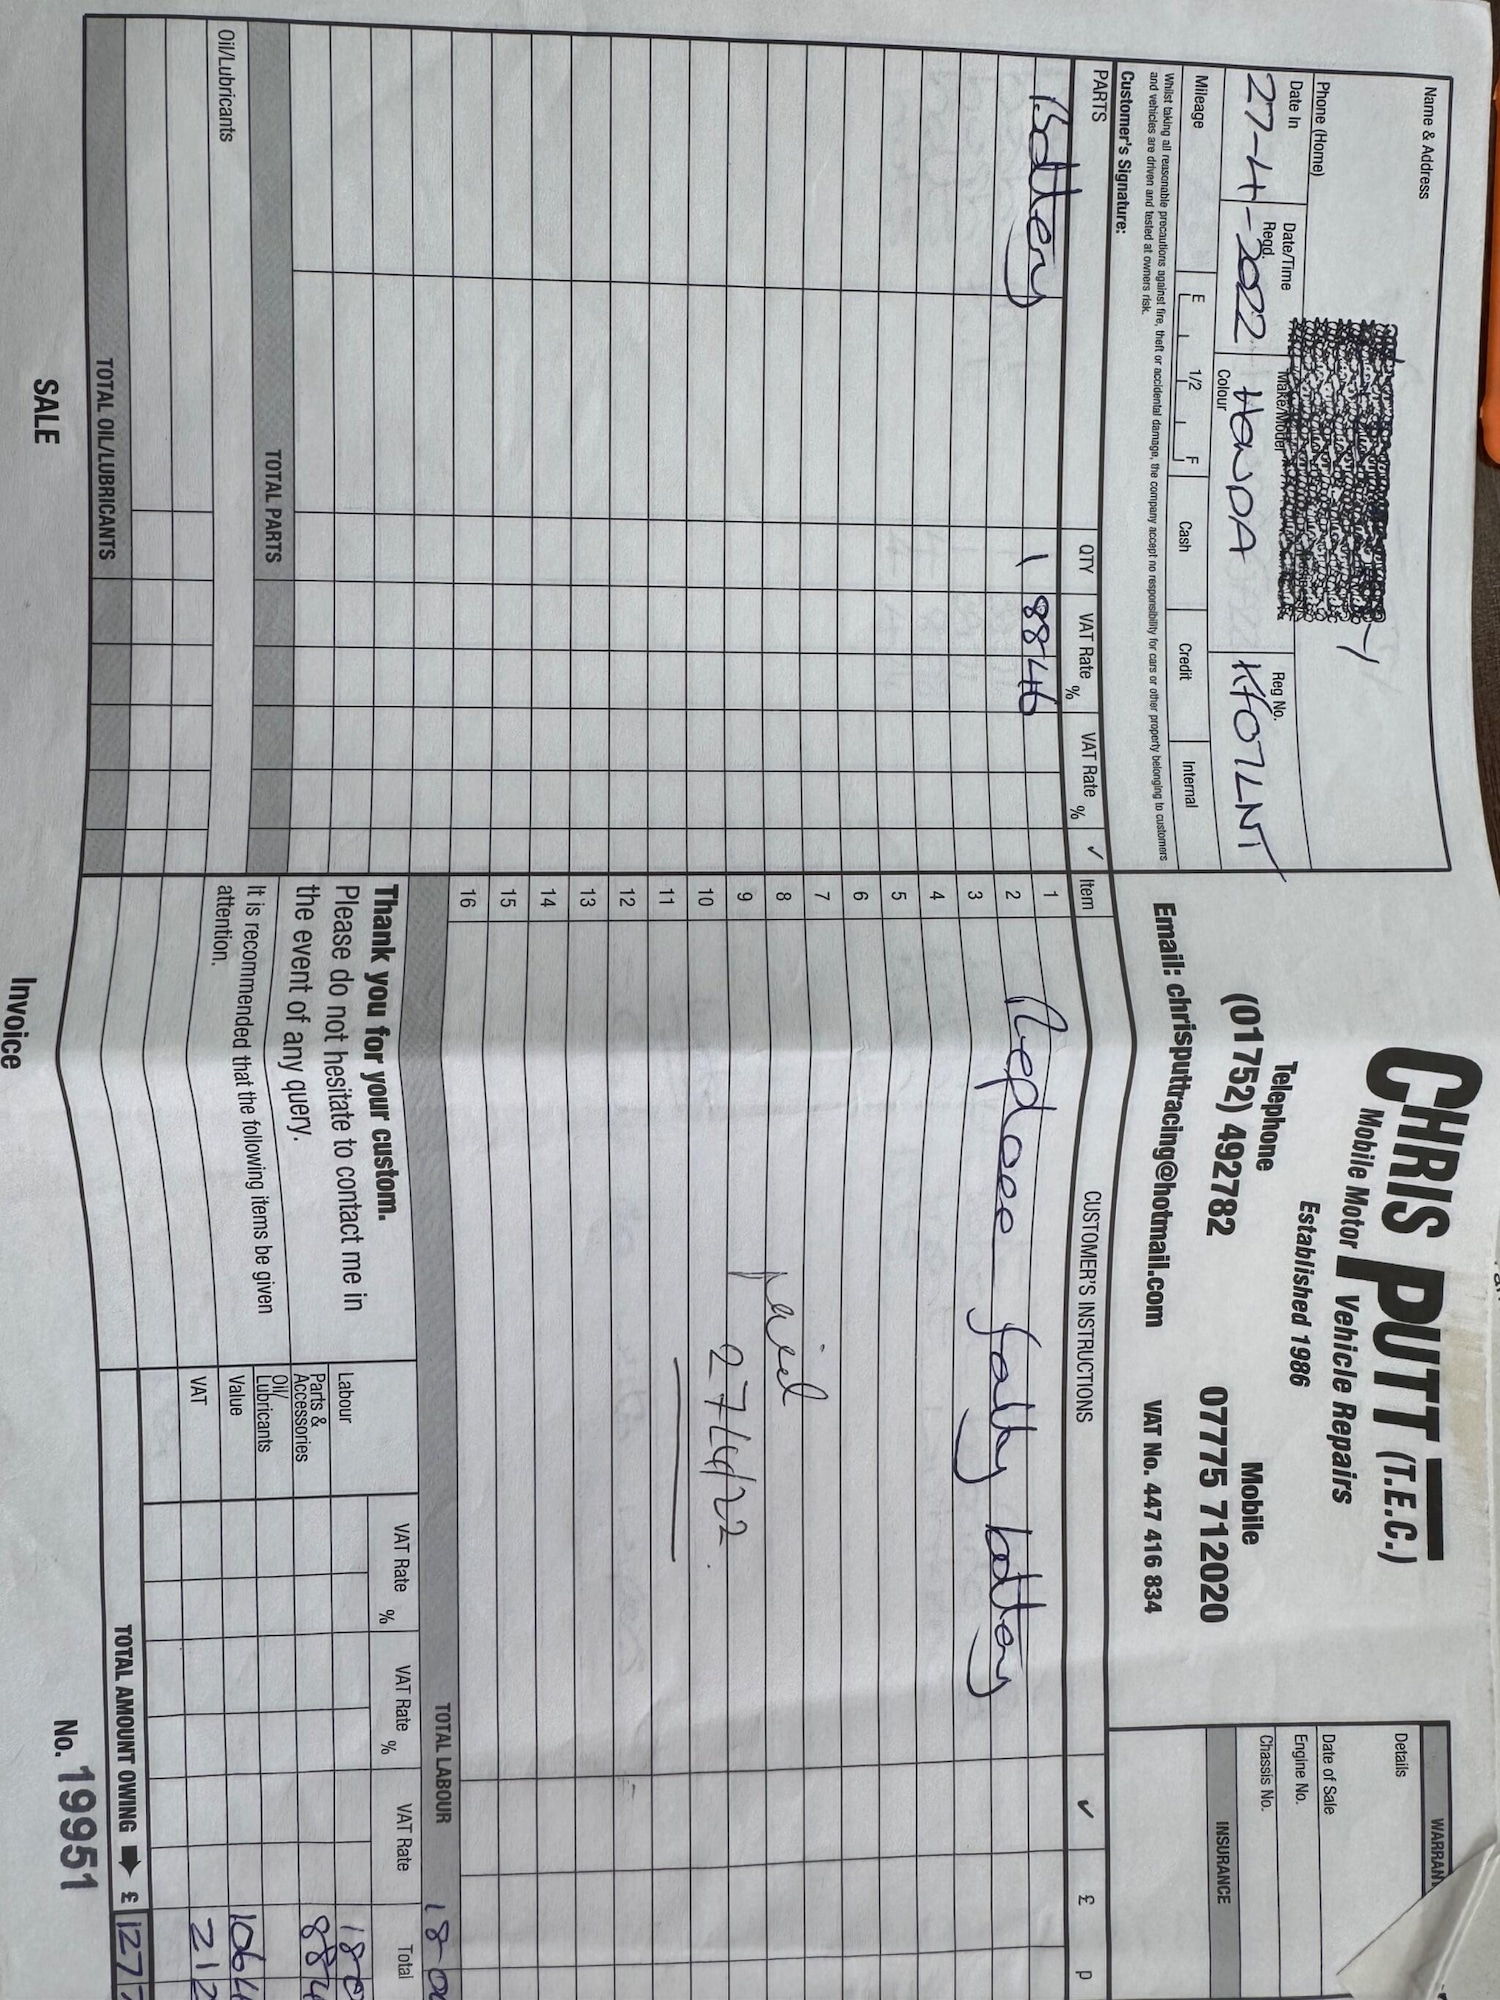 CHRIS PUTT (T.E.C.)
Mobile Motor Vehicle Repairs
Established 1986
Telephone
(01752) 492782
Mobile
07775 712020
Email: chrisputtracing@hotmail.com
VAT No. 447 416 834
Name & Address
Phone (Home)
Date In
27-4-2022
Date/Time
Regd.
Make/Model
HONDA
Colour
Reg No.
KF07LNT
Mileage
E 1/2 F
Cash
Credit
Internal
Whilst taking all reasonable precautions against fire, theft or accidental damage, the company accept no responsibility for cars or other property belonging to customers
and vehicles are driven and tested at owners risk.
Customer's Signature:
Details
Date of Sale
Engine No.
Chassis No.
INSURANCE
PARTS QTY VAT Rate % VAT Rate % ✓
Battery 1 8846
TOTAL PARTS
Oil/Lubricants
TOTAL OIL/LUBRICANTS
Item CUSTOMER'S INSTRUCTIONS ✓ £ p
1
Replace faulty battery
2
3
4
5
6
7
8
Paid
9
27/4/22
10
11
12
13
14
15
16
TOTAL LABOUR
Thank you for your custom.
Please do not hesitate to contact me in
the event of any query.
It is recommended that the following items be given
attention.
VAT Rate % VAT Rate % VAT Rate Total
Labour
Parts &
Accessories
Oil/
Lubricants
Value
VAT
TOTAL AMOUNT OWING £
SALE
Invoice
No. 19951